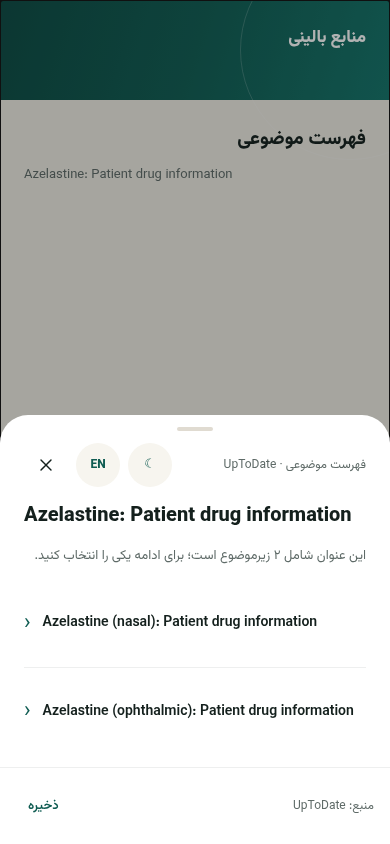 منابع بالینی
فهرست موضوعی
Azelastine: Patient drug information
فهرست موضوعی · UpToDate
EN
Azelastine: Patient drug information
این عنوان شامل ۲ زیرموضوع است؛ برای ادامه یکی را انتخاب کنید.
Azelastine (nasal): Patient drug information
Azelastine (ophthalmic): Patient drug information
منبع: UpToDate
ذخیره